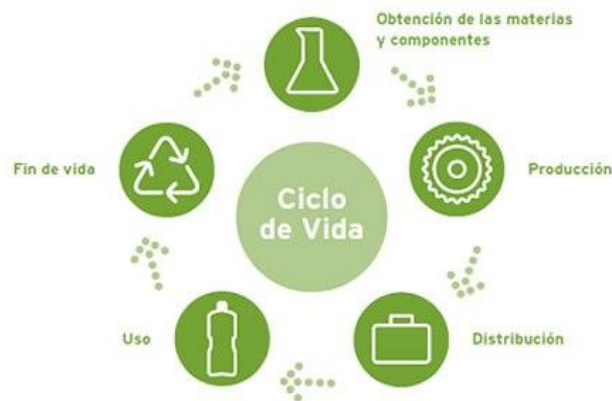 Obtención de las materias
y componentes
Fin de vida
Producción
Ciclo
de Vida
Uso
Distribución